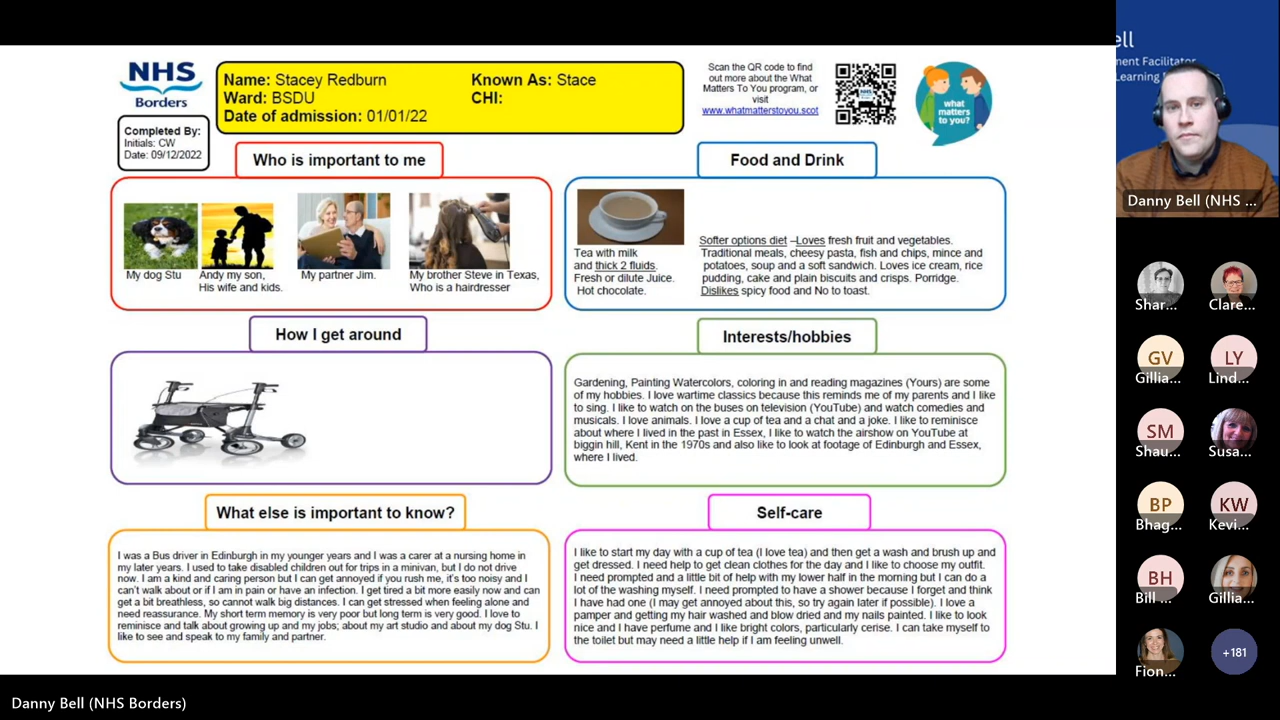 NHS
Borders
Name: Stacey Redburn
Known As: Stace
Ward: BSDU
CHI:
Date of admission: 01/01/22
Scan the QR code to find
out more about the What
Matters To You program, or
visit
www.whatmatterstoyou.scot
what
matters
to you?
Completed By:
Initials: CW
Date: 09/12/2022
Who is important to me
My dog Stu
Andy my son,
His wife and kids.
My partner Jim.
My brother Steve in Texas,
Who is a hairdresser
Food and Drink
Tea with milk
and thick 2 fluids.
Fresh or dilute Juice.
Hot chocolate.
Softer options diet –Loves fresh fruit and vegetables.
Traditional meals, cheesy pasta, fish and chips, mince and
potatoes, soup and a soft sandwich. Loves ice cream, rice
pudding, cake and plain biscuits and crisps. Porridge.
Dislikes spicy food and No to toast.
How I get around
Interests/hobbies
Gardening, Painting Watercolors, coloring in and reading magazines (Yours) are some
of my hobbies. I love wartime classics because this reminds me of my parents and I like
to sing. I like to watch on the buses on television (YouTube) and watch comedies and
musicals. I love animals. I love a cup of tea and a chat and a joke. I like to reminisce
about where I lived in the past in Essex, I like to watch the airshow on YouTube at
biggin hill, Kent in the 1970s and also like to look at footage of Edinburgh and Essex,
where I lived.
What else is important to know?
I was a Bus driver in Edinburgh in my younger years and I was a carer at a nursing home in
my later years. I used to take disabled children out for trips in a minivan, but I do not drive
now. I am a kind and caring person but I can get annoyed if you rush me, it's too noisy and I
can't walk about or if I am in pain or have an infection. I get tired a bit more easily now and can
get a bit breathless, so cannot walk big distances. I can get stressed when feeling alone and
need reassurance. My short term memory is very poor but long term is very good. I love to
reminisce and talk about growing up and my jobs; about my art studio and about my dog Stu. I
like to see and speak to my family and partner.
Self-care
I like to start my day with a cup of tea (I love tea) and then get a wash and brush up and
get dressed. I need help to get clean clothes for the day and I like to choose my outfit.
I need prompted and a little bit of help with my lower half in the morning but I can do a
lot of the washing myself. I need prompted to have a shower because I forget and think
I have had one (I may get annoyed about this, so try again later if possible). I love a
pamper and getting my hair washed and blow dried and my nails painted. I like to look
nice and I have perfume and I like bright colors, particularly cerise. I can take myself to
the toilet but may need a little help if I am feeling unwell.
ell
ment Facilitator
Learning
Danny Bell (NHS ...
Shar...
Clare...
GV
Gillia...
LY
Lind...
SM
Shau...
Susa...
BP
Bhag...
KW
Kevi...
BH
Bill ...
Gillia...
Fion...
+181
Danny Bell (NHS Borders)